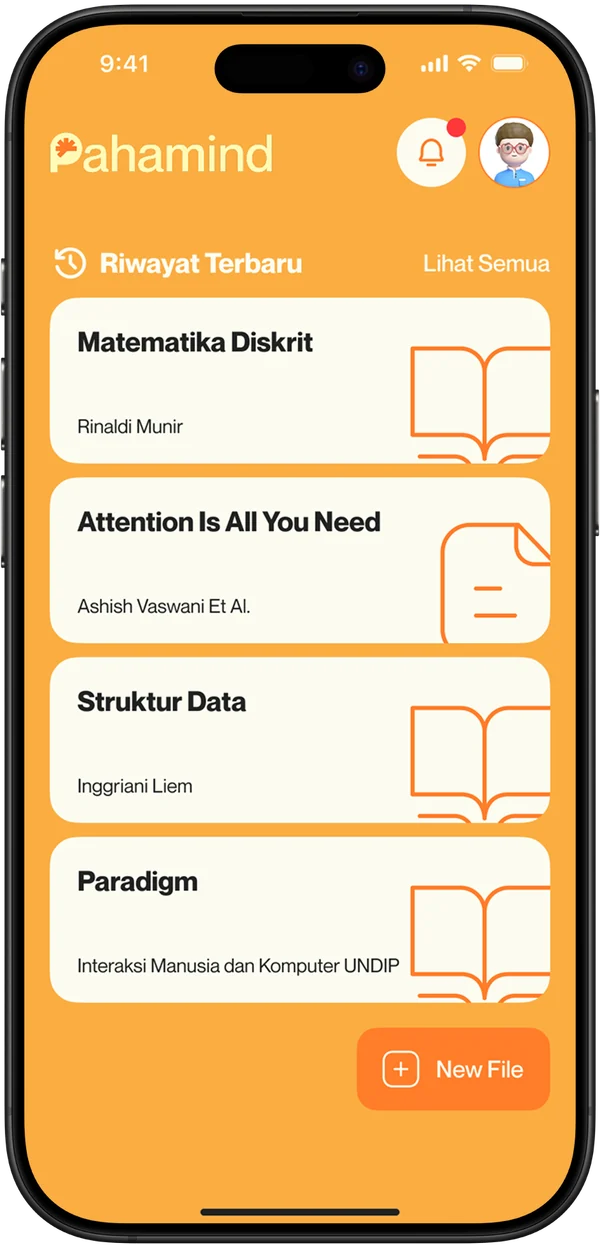 9:41
Pahamind
Riwayat Terbaru Lihat Semua
Matematika Diskrit
Rinaldi Munir
Attention Is All You Need
Ashish Vaswani Et Al.
Struktur Data
Inggriani Liem
Paradigm
Interaksi Manusia dan Komputer UNDIP
New File